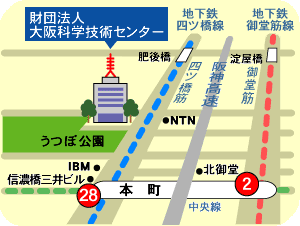 財団法人
大阪科学技術センター
地下鉄
四ツ橋線
地下鉄
御堂筋線
肥後橋
淀屋橋
四ツ橋筋
阪神高速
御堂筋
NTN
うつぼ公園
IBM
北御堂
信濃橋三井ビル
28
本町
2
中央線